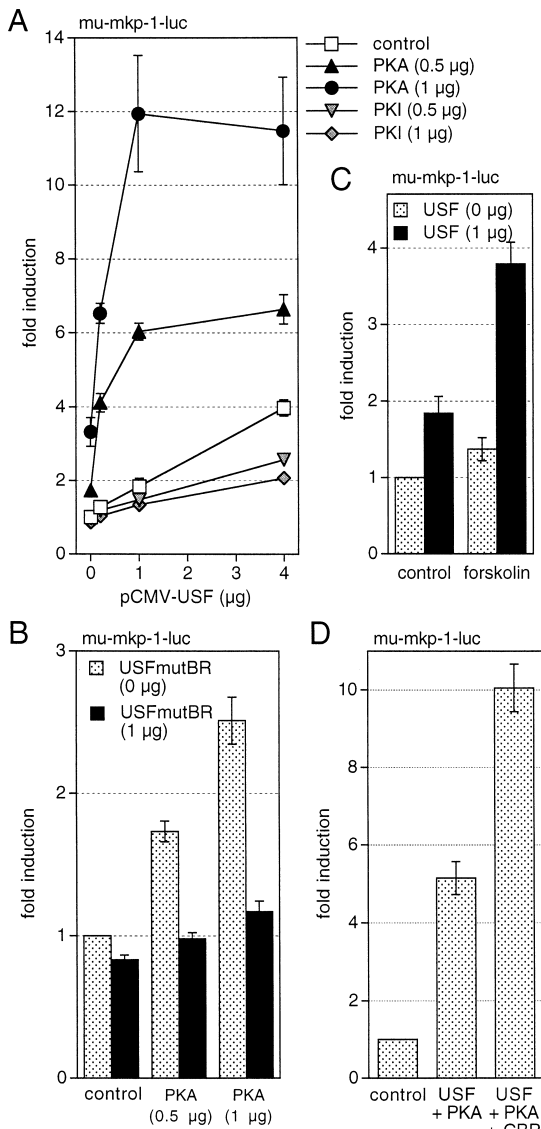 A
mu-mkp-1-luc
14
12
10
8
6
4
2
0
fold induction
0
1
2
3
4
pCMV-USF (µg)
control
PKA (0.5 µg)
PKA (1 µg)
PKI (0.5 µg)
PKI (1 µg)
C
mu-mkp-1-luc
USF (0 µg)
USF (1 µg)
4
3
2
1
0
fold induction
control
forskolin
B
mu-mkp-1-luc
USFmutBR
(0 µg)
USFmutBR
(1 µg)
3
2
1
0
fold induction
control
PKA
(0.5 µg)
PKA
(1 µg)
D
mu-mkp-1-luc
10
8
6
4
2
0
fold induction
control
USF
+ PKA
USF
+ PKA